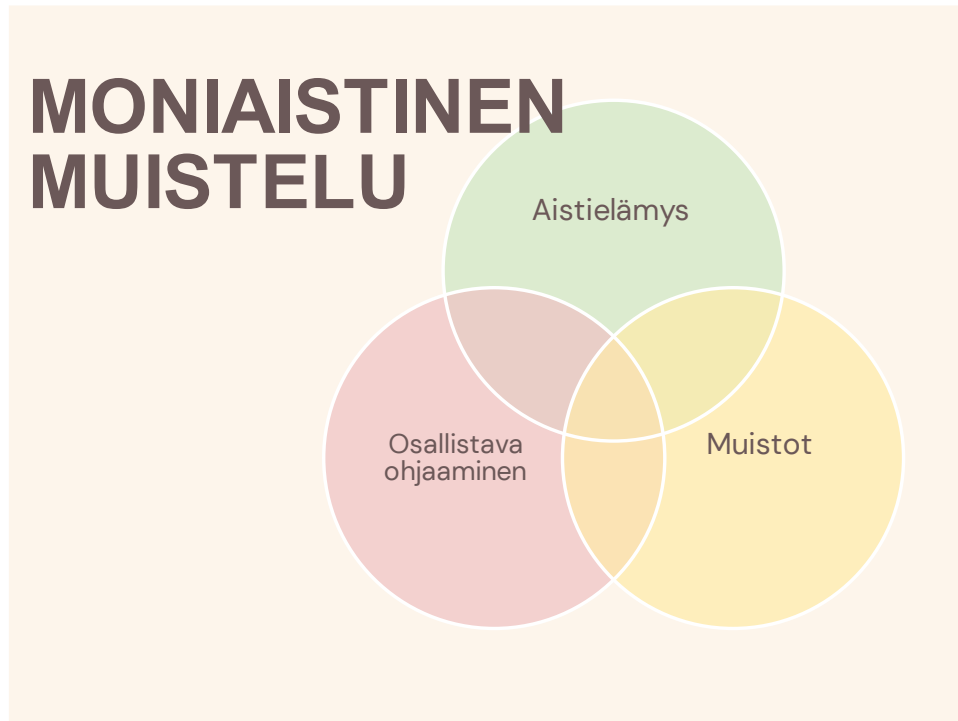 MONIAISTINEN
MUISTELU
Aistielämys
Osallistava
ohjaaminen
Muistot